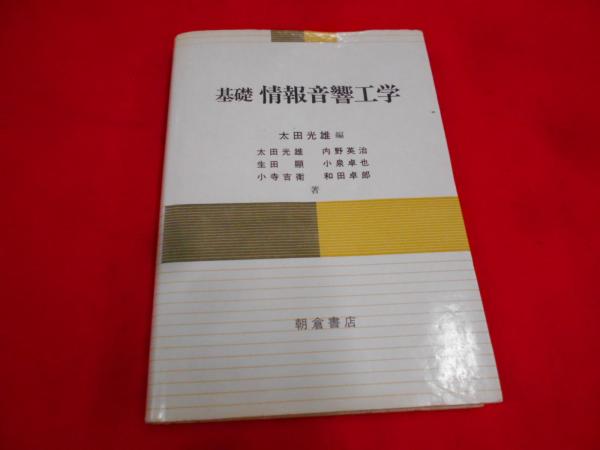 基礎 情報音響工学
太田光雄 編
太田光雄 内野英治
生田顯 小泉卓也
小寺吉衛 和田卓郎
著
朝倉書店